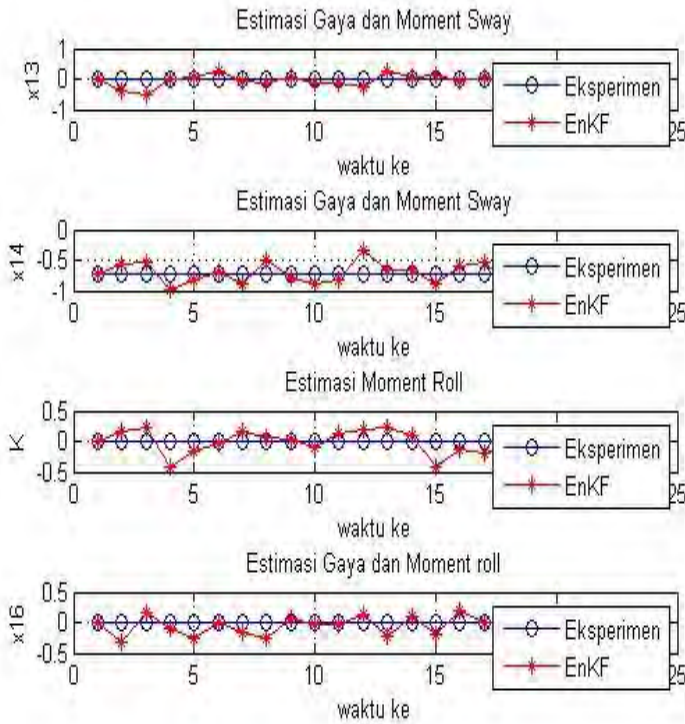 Estimasi Gaya dan Moment Sway
1
0
-1
x13
0 5 10 15 25
waktu ke
Eksperimen
EnKF
Estimasi Gaya dan Moment Sway
0
-0.5
-1
x14
0 5 10 15 25
waktu ke
Eksperimen
EnKF
Estimasi Moment Roll
0.5
0
-0.5
K
0 5 10 15 25
waktu ke
Eksperimen
EnKF
Estimasi Gaya dan Moment roll
0.5
0
-0.5
x16
0 5 10 15 25
waktu ke
Eksperimen
EnKF